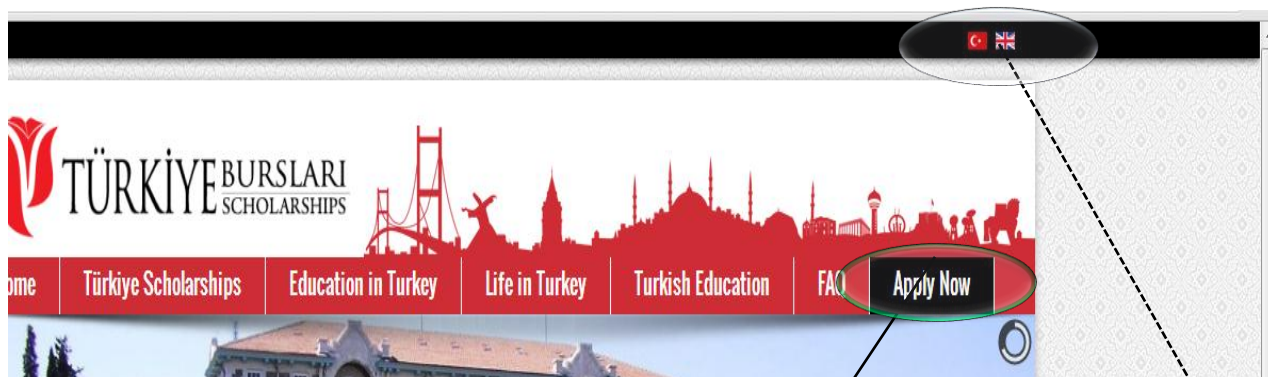 TÜRKİYE BURSLARI
SCHOLARSHIPS
ome Türkiye Scholarships Education in Turkey Life in Turkey Turkish Education FAQ Apply Now